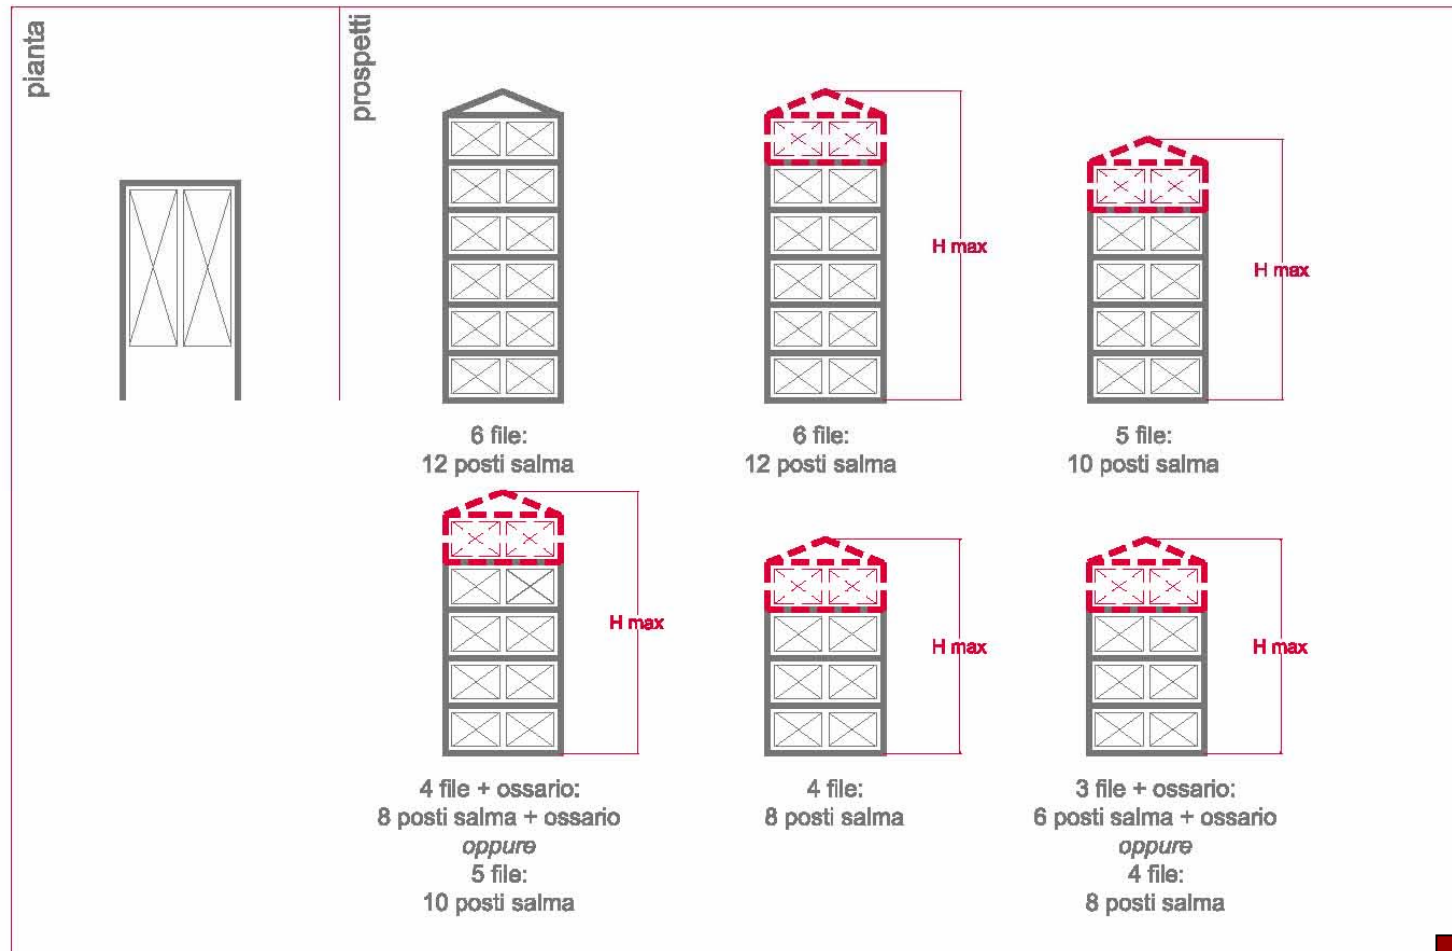 pianta
prospetti
H max
H max
6 file:
12 posti salma
6 file:
12 posti salma
5 file:
10 posti salma
H max
H max
H max
4 file + ossario:
8 posti salma + ossario
oppure
5 file:
10 posti salma
4 file:
8 posti salma
3 file + ossario:
6 posti salma + ossario
oppure
4 file:
8 posti salma